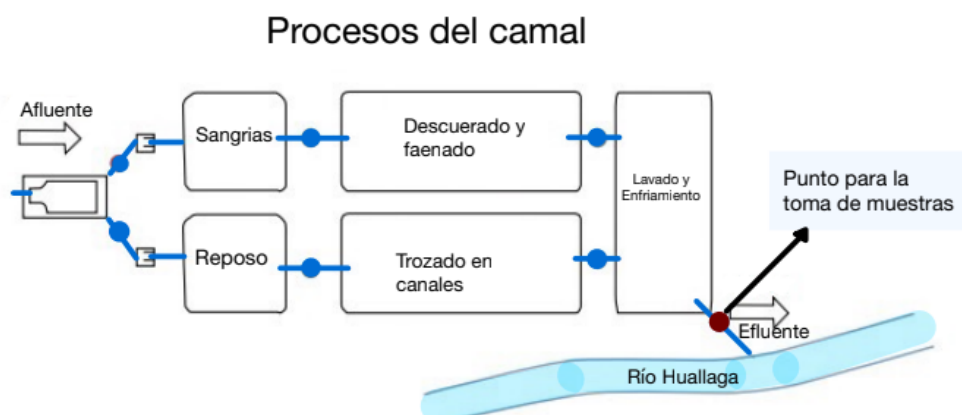 Procesos del camal
Afluente
Sangrias
Descuerado y
faenado
Lavado y
Enfriamiento
Punto para la
toma de muestras
Reposo
Trozado en
canales
Efluente
Río Huallaga